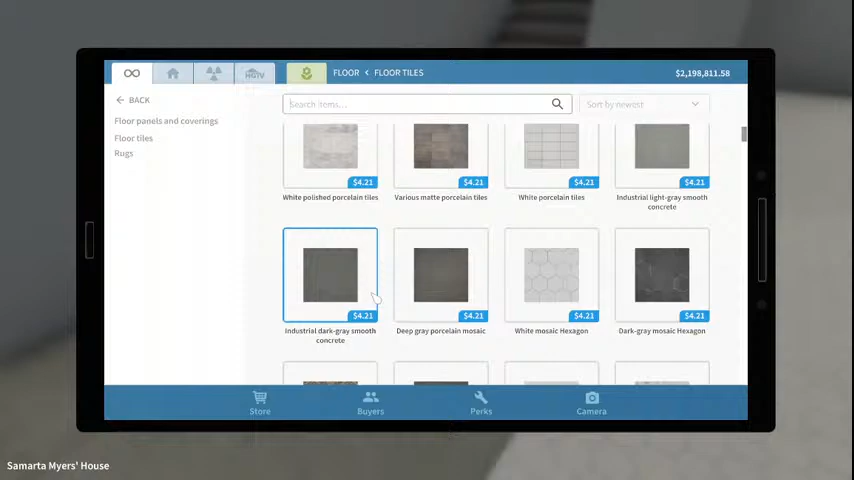 HGTV
FLOOR < FLOOR TILES
$2,198,811.58
BACK
Search items...
Sort by newest
Floor panels and coverings
Floor tiles
Rugs
$4.21
$4.21
$4.21
$4.21
White polished porcelain tiles
Various matte porcelain tiles
White porcelain tiles
Industrial light-gray smooth
concrete
$4.21
$4.21
$4.21
$4.21
Industrial dark-gray smooth
concrete
Deep gray porcelain mosaic
White mosaic Hexagon
Dark-gray mosaic Hexagon
Store
Buyers
Perks
Camera
Samarta Myers' House